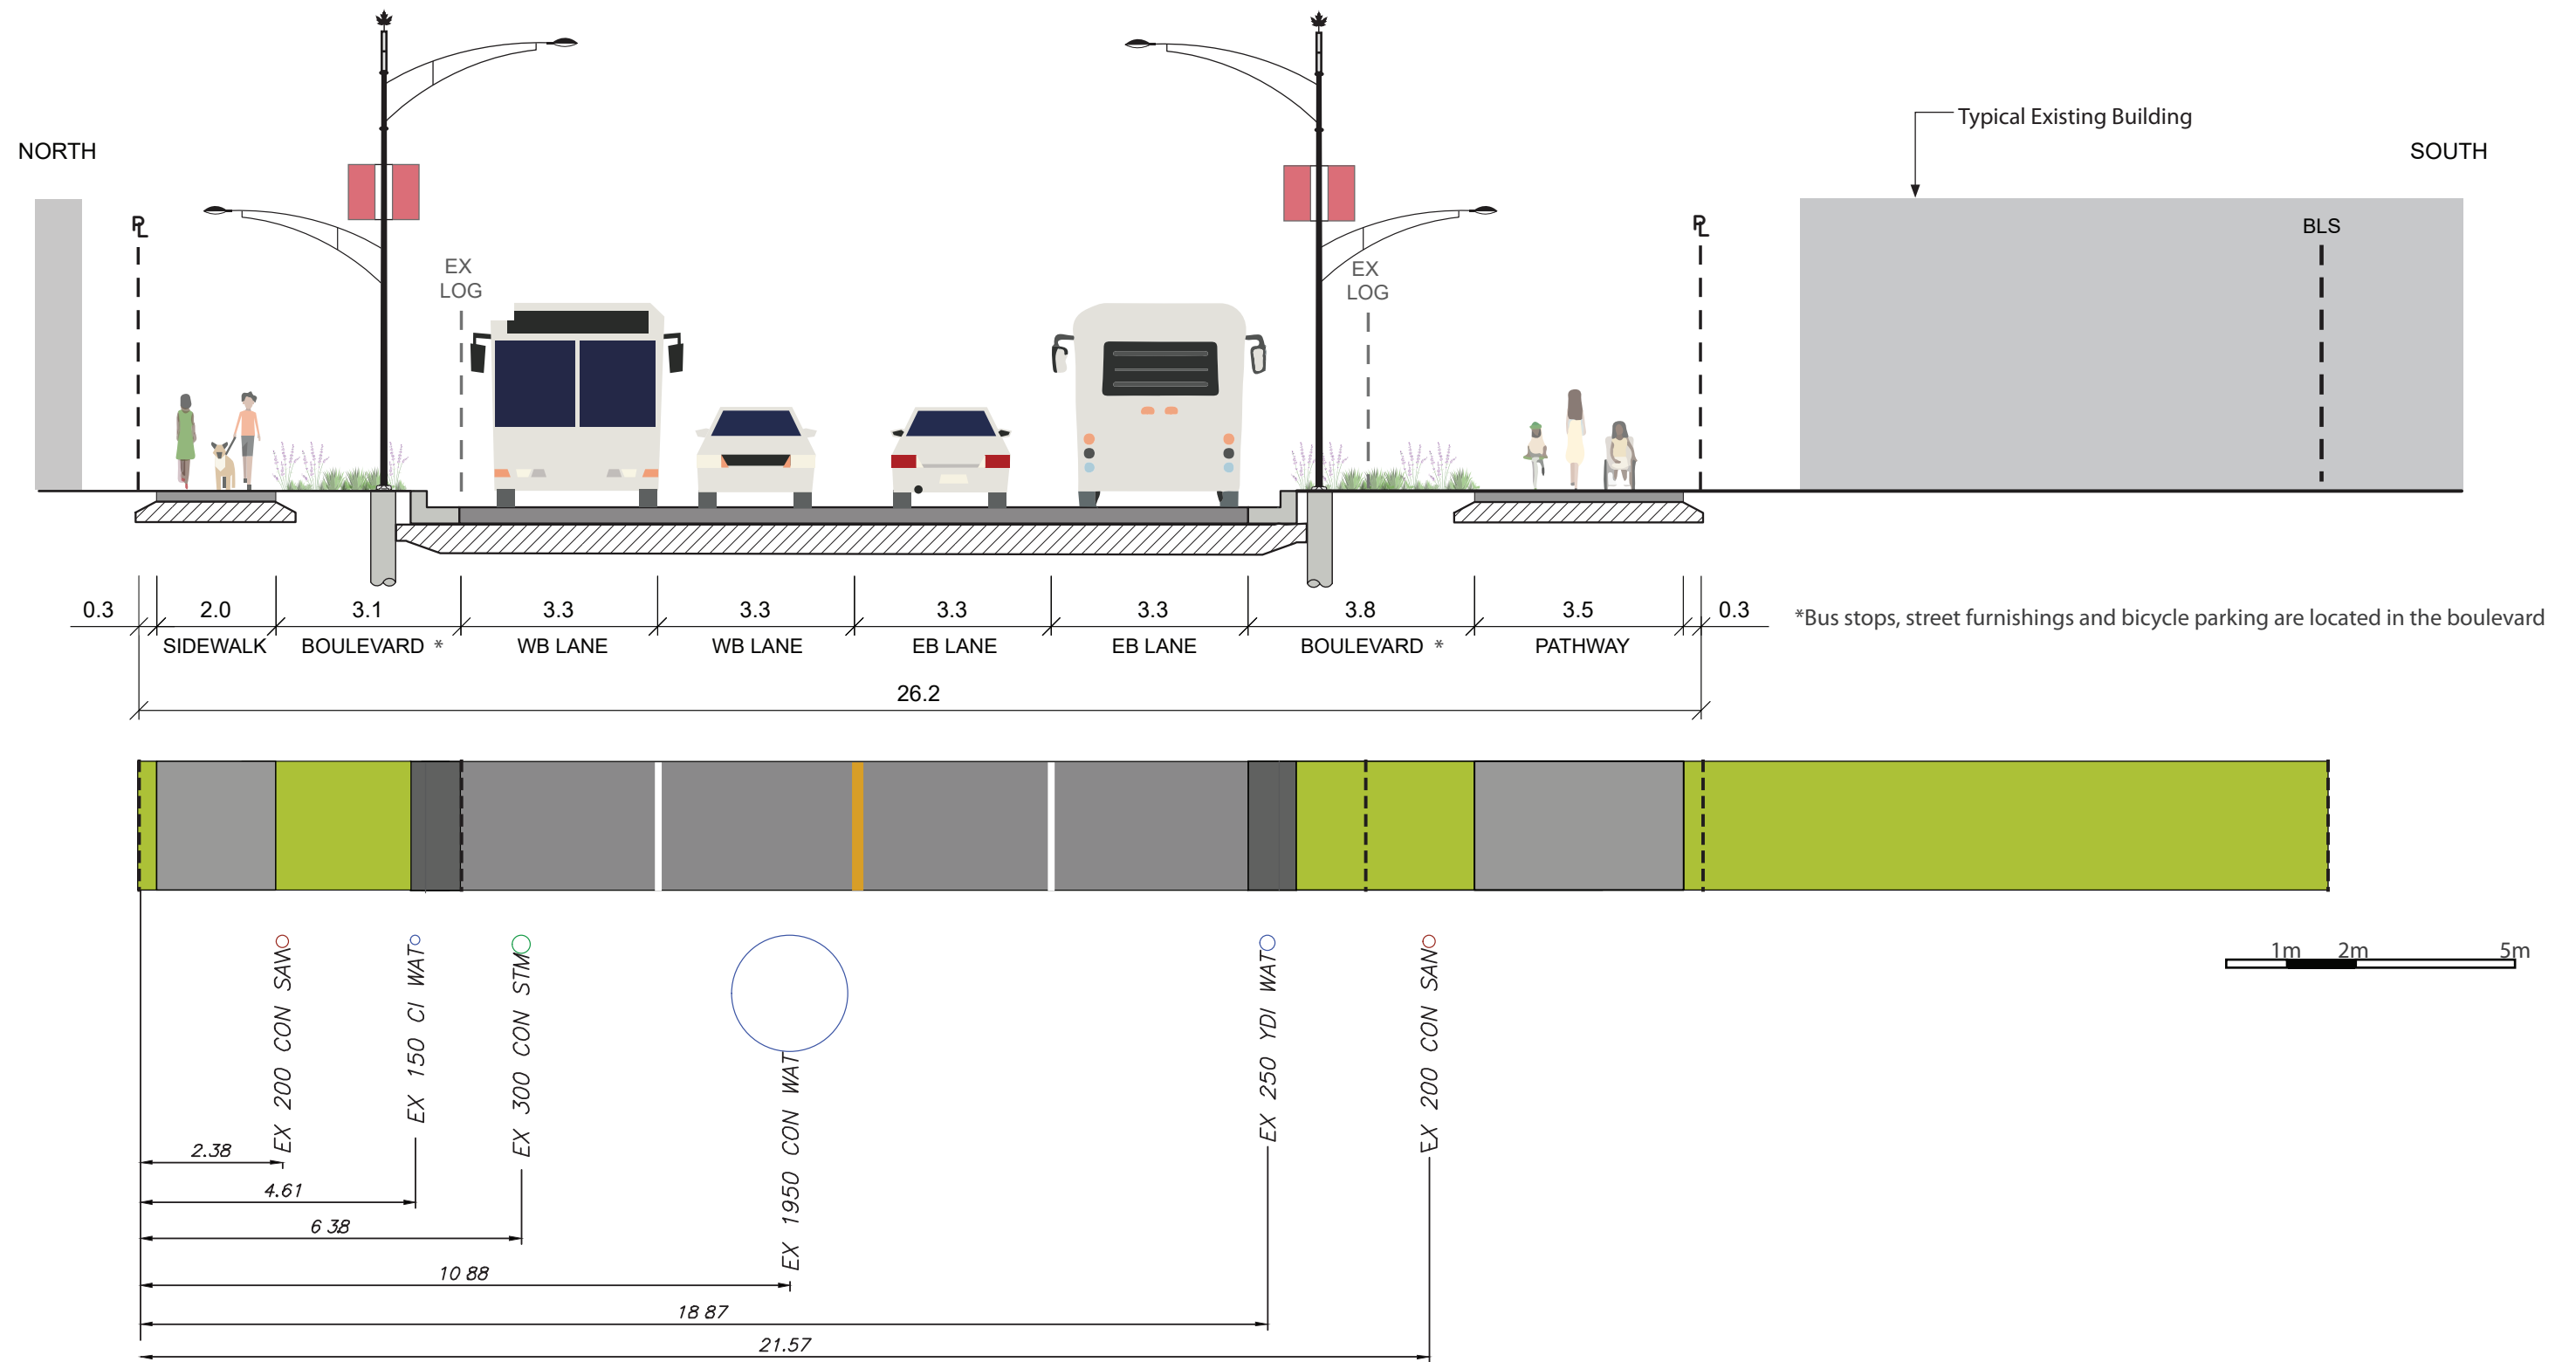 Typical Existing Building
NORTH
SOUTH
PL
PL
BLS
EX
LOG
EX
LOG
0.3
2.0
3.1
3.3
3.3
3.3
3.3
3.8
3.5
0.3
*Bus stops, street furnishings and bicycle parking are located in the boulevard
SIDEWALK
BOULEVARD *
WB LANE
WB LANE
EB LANE
EB LANE
BOULEVARD *
PATHWAY
26.2
EX 200 CON SAW
EX 150 CI WAT
EX 300 CON STM
EX 1950 CON WAT
EX 250 YDI WAT
EX 200 CON SAN
1m 2m 5m
2.38
4.61
6 38
10 88
18 87
21.57